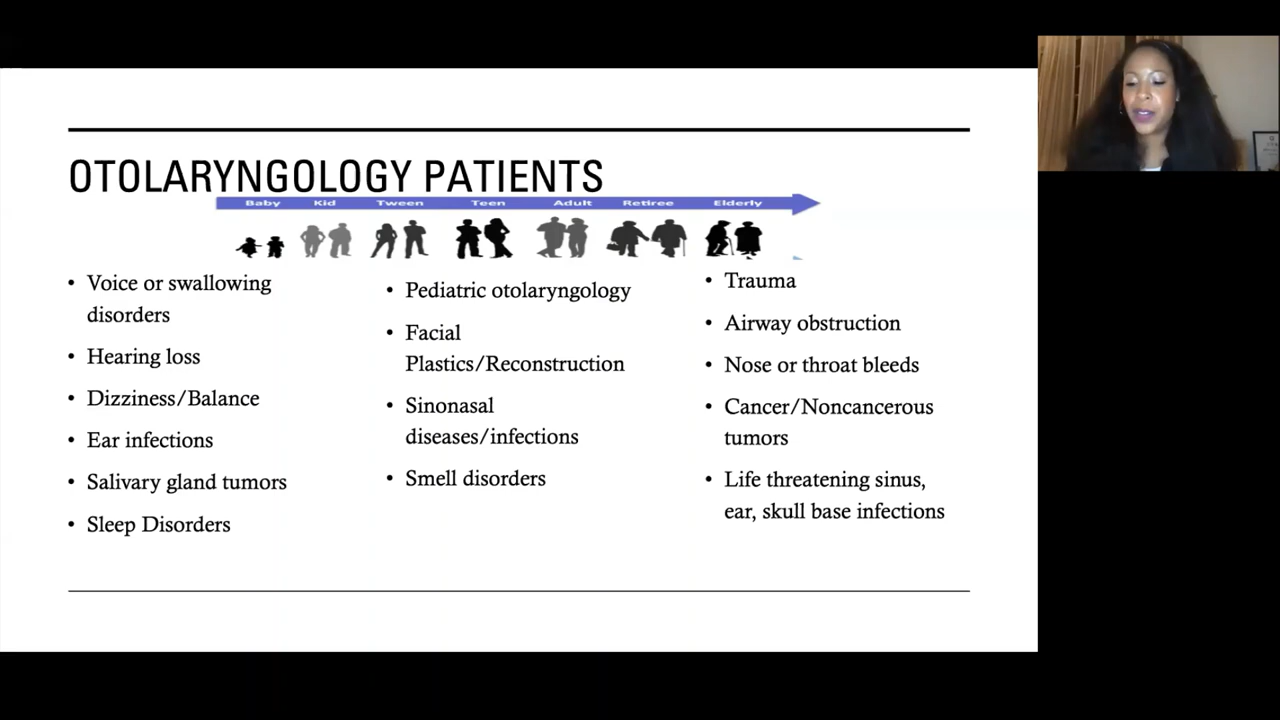 OTOLARYNGOLOGY PATIENTS
Baby Kid Tween Teen Adult Retiree Elderly
• Voice or swallowing
disorders
• Hearing loss
• Dizziness/Balance
• Ear infections
• Salivary gland tumors
• Sleep Disorders
• Pediatric otolaryngology
• Facial
Plastics/Reconstruction
• Sinonasal
diseases/infections
• Smell disorders
• Trauma
• Airway obstruction
• Nose or throat bleeds
• Cancer/Noncancerous
tumors
• Life threatening sinus,
ear, skull base infections